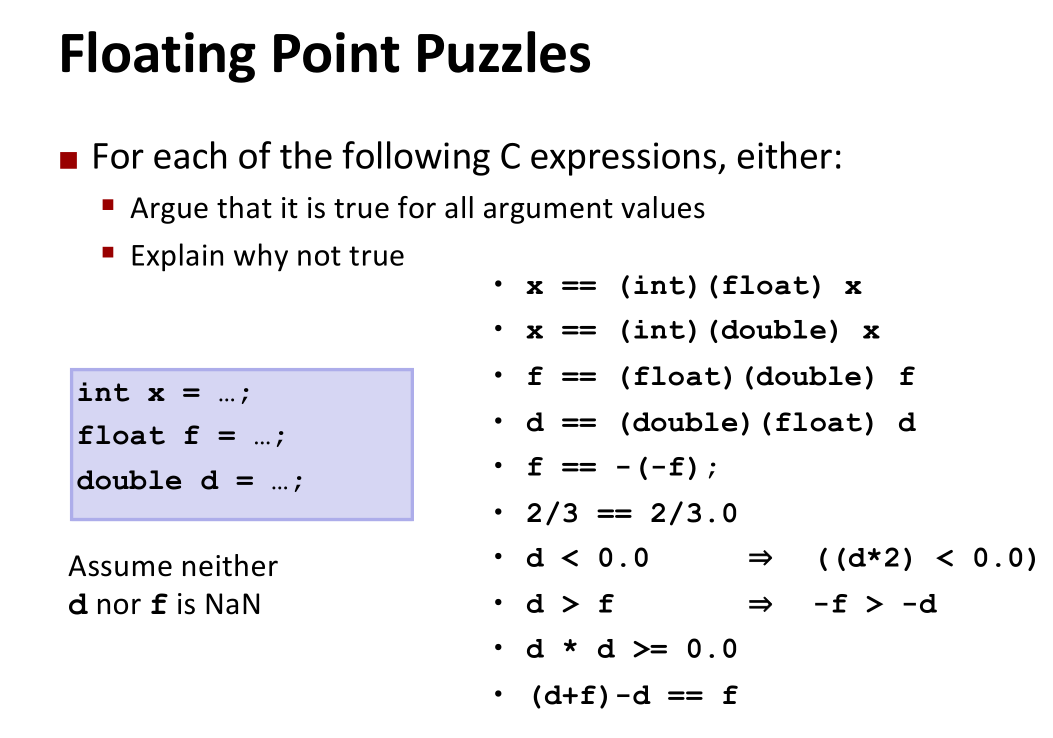 Floating Point Puzzles
■ For each of the following C expressions, either:
▪ Argue that it is true for all argument values
▪ Explain why not true
• x == (int)(float) x
• x == (int)(double) x
• f == (float)(double) f
• d == (double)(float) d
• f == -(-f);
• 2/3 == 2/3.0
• d < 0.0 ⇒ ((d*2) < 0.0)
• d > f ⇒ -f > -d
• d * d >= 0.0
• (d+f)-d == f
int x = …;
float f = …;
double d = …;
Assume neither
d nor f is NaN